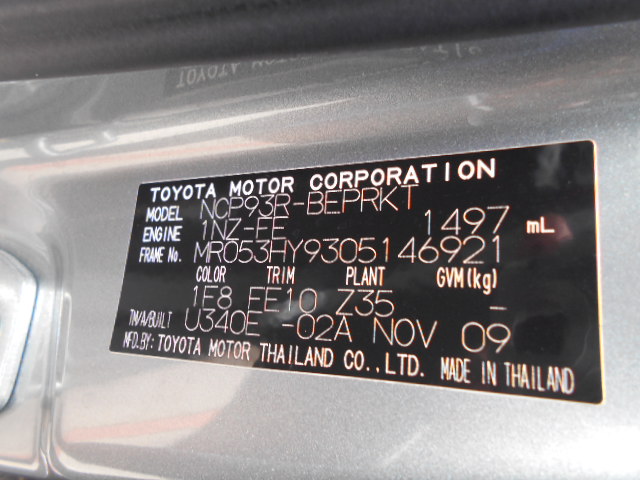 TOYOTA MOTOR CORPORATION
MODEL NCP93R-BEPRKT
ENGINE 1NZ-FE 1497 mL
FRAME No. MR053HY9305146921
COLOR TRIM PLANT GVM(kg)
1F8 FE10 Z35 -
TM/A/BUILT U340E -02A NOV 09
MFD.BY: TOYOTA MOTOR THAILAND CO.,LTD. MADE IN THAILAND